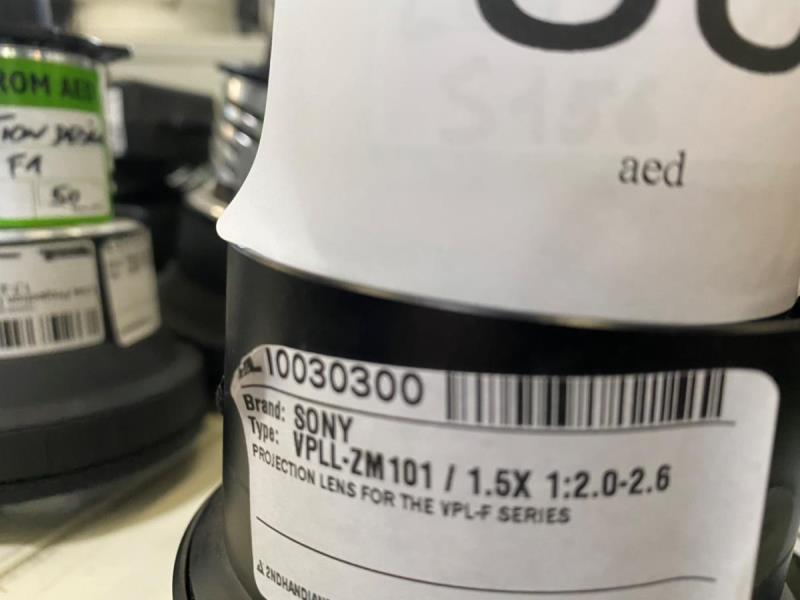 ROM AED
F1
50
aed
10030300
Brand: SONY
Type: VPLL-ZM101 / 1.5X 1:2.0-2.6
PROJECTION LENS FOR THE VPL-F SERIES